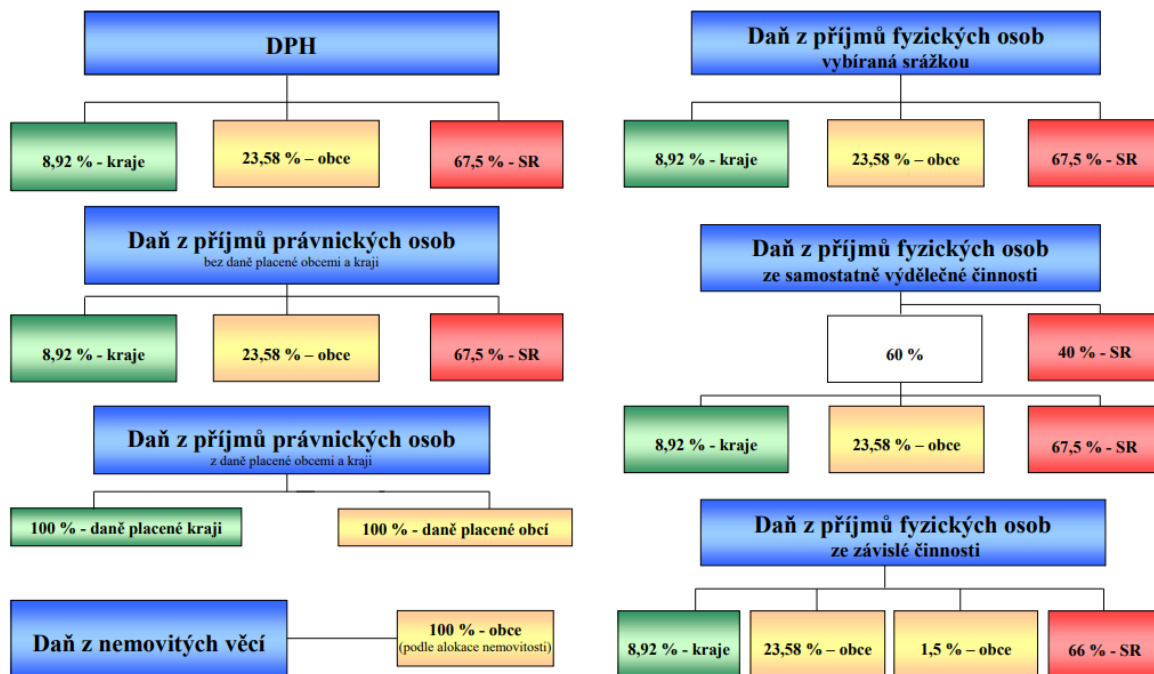 DPH
8,92 % - kraje
23,58 % – obce
67,5 % - SR
Daň z příjmů právnických osob
bez daně placené obcemi a kraji
8,92 % - kraje
23,58 % – obce
67,5 % - SR
Daň z příjmů právnických osob
z daně placené obcemi a kraji
100 % - daně placené kraji
100 % - daně placené obcí
Daň z nemovitých věcí
100 % - obce
(podle alokace nemovitosti)
Daň z příjmů fyzických osob
vybíraná srážkou
8,92 % - kraje
23,58 % – obce
67,5 % - SR
Daň z příjmů fyzických osob
ze samostatně výdělečné činnosti
60 %
40 % - SR
8,92 % - kraje
23,58 % – obce
67,5 % - SR
Daň z příjmů fyzických osob
ze závislé činnosti
8,92 % - kraje
23,58 % – obce
1,5 % – obce
66 % - SR